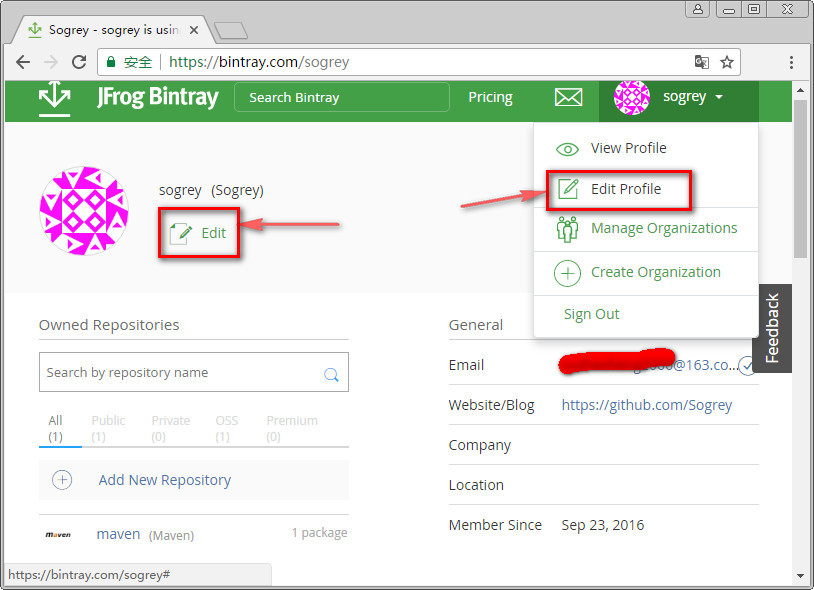 Sogrey - sogrey is usin
安全
https://bintray.com/sogrey
JFrog Bintray
Search Bintray
Pricing
sogrey
View Profile
Edit Profile
Manage Organizations
Create Organization
Sign Out
sogrey (Sogrey)
Edit
Feedback
Owned Repositories
Search by repository name
All
(1)
Public
(1)
Private
(0)
OSS
(1)
Premium
(0)
Add New Repository
maven
maven (Maven)
1 package
General
Email
@163.co...
Website/Blog
https://github.com/Sogrey
Company
Location
Member Since
Sep 23, 2016
https://bintray.com/sogrey#